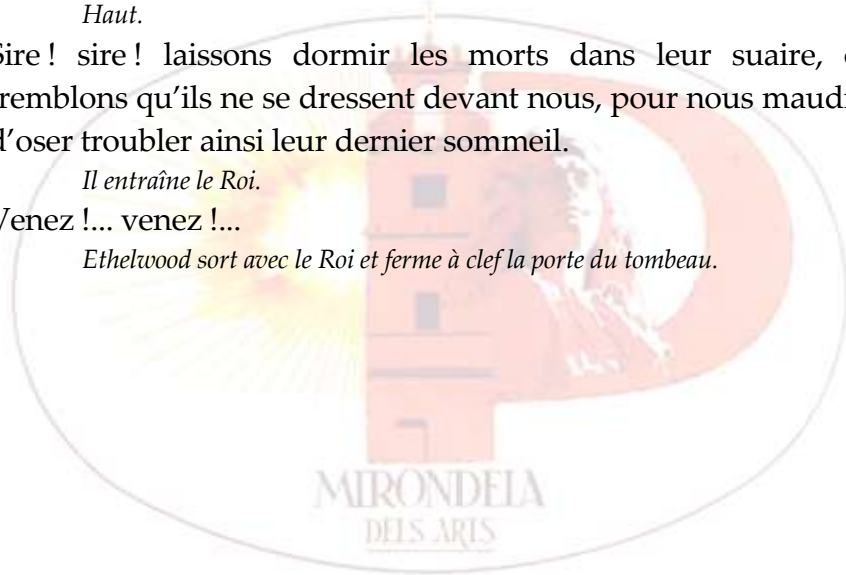 Haut.
Sire ! sire ! laissons dormir les morts dans leur suaire,
tremblons qu’ils ne se dressent devant nous, pour nous
d’oser troubler ainsi leur dernier sommeil.
Il entraîne le Roi.
Venez !... venez !...
Ethelwood sort avec le Roi et ferme à clef la porte du tombeau.
MIRONDELA
DELS ARTS